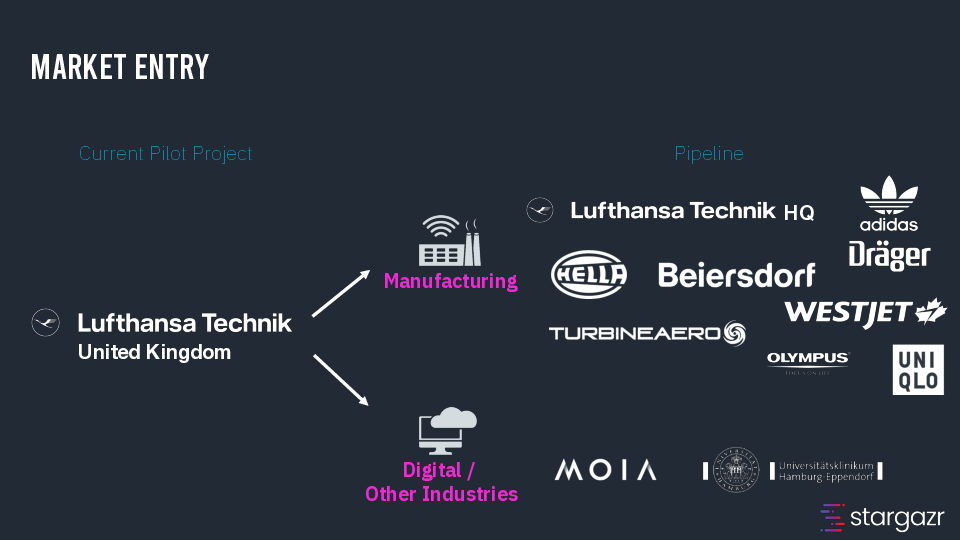 MARKET ENTRY
Current Pilot Project
Pipeline
Lufthansa Technik HQ
adidas
Dräger
HELLA
Beiersdorf
Manufacturing
WESTJET
Lufthansa Technik
United Kingdom
TURBINEAERO
OLYMPUS
UNI
QLO
Digital /
Other Industries
MOIA
Universitätsklinikum
Hamburg-Eppendorf
stargazr